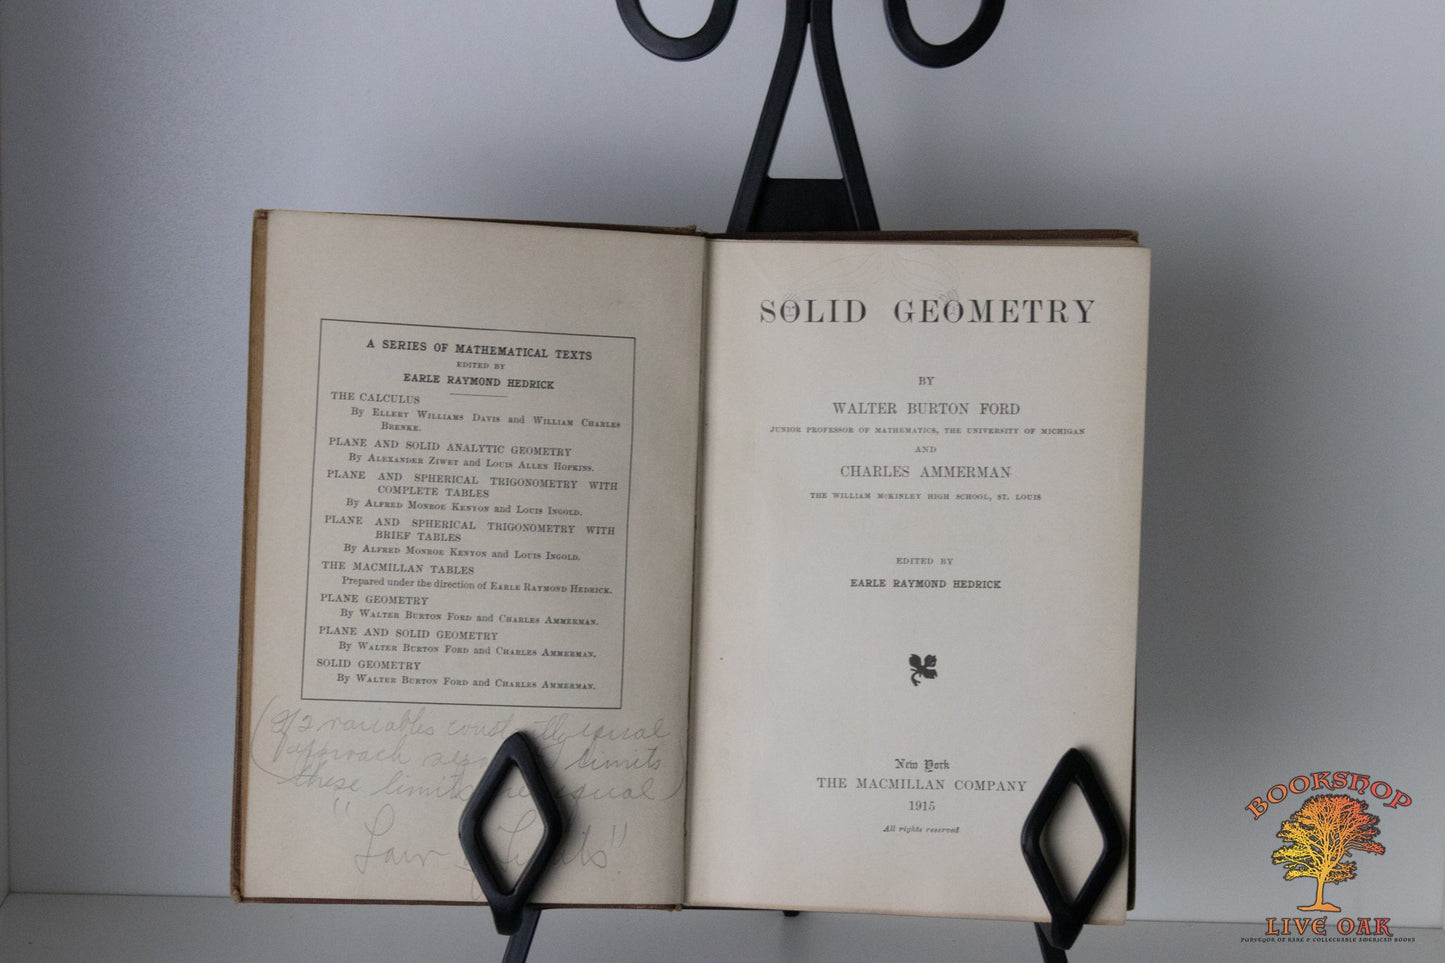 A SERIES OF MATHEMATICAL TEXTS
EDITED BY
EARLE RAYMOND HEDRICK
THE CALCULUS
By Ellery Williams Davis and William Charles
Brenke.
PLANE AND SOLID ANALYTIC GEOMETRY
By Alexander Ziwet and Louis Allen Hopkins.
PLANE AND SPHERICAL TRIGONOMETRY WITH
COMPLETE TABLES
By Alfred Monroe Kenyon and Louis Ingold.
PLANE AND SPHERICAL TRIGONOMETRY WITH
BRIEF TABLES
By Alfred Monroe Kenyon and Louis Ingold.
THE MACMILLAN TABLES
Prepared under the direction of Earle Raymond Hedrick.
PLANE GEOMETRY
By Walter Burton Ford and Charles Ammerman.
PLANE AND SOLID GEOMETRY
By Walter Burton Ford and Charles Ammerman.
SOLID GEOMETRY
By Walter Burton Ford and Charles Ammerman.
2 variables equal
approach limits
these limits equal)
"Law Limits"
SOLID GEOMETRY
BY
WALTER BURTON FORD
JUNIOR PROFESSOR OF MATHEMATICS, THE UNIVERSITY OF MICHIGAN
AND
CHARLES AMMERMAN
THE WILLIAM McKINLEY HIGH SCHOOL, ST. LOUIS
EDITED BY
EARLE RAYMOND HEDRICK
New York
THE MACMILLAN COMPANY
1915
All rights reserved
BOOKSHOP
LIVE OAK
PURVEYOR OF RARE & COLLECTABLE AMERICAN BOOKS